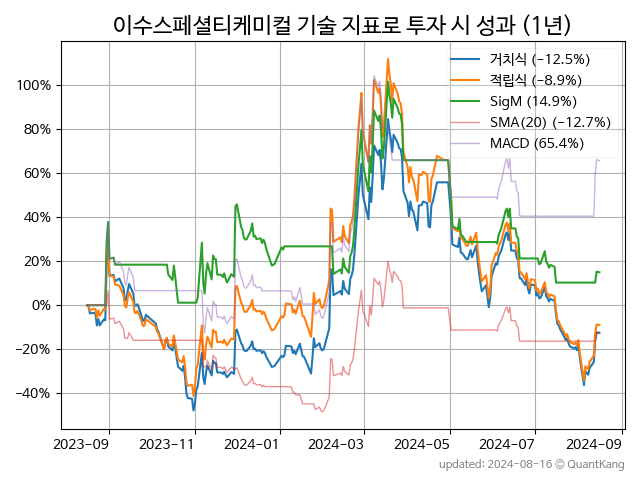 이수스페셜티케미컬 기술 지표로 투자 시 성과 (1년)
거치식 (−12.5%)
적립식 (−8.9%)
SigM (14.9%)
SMA(20) (−12.7%)
MACD (65.4%)
100%
80%
60%
40%
20%
0%
−20%
−40%
2023−09
2023−11
2024−01
2024−03
2024−05
2024−07
2024−09
updated: 2024-08-16 © QuantKang